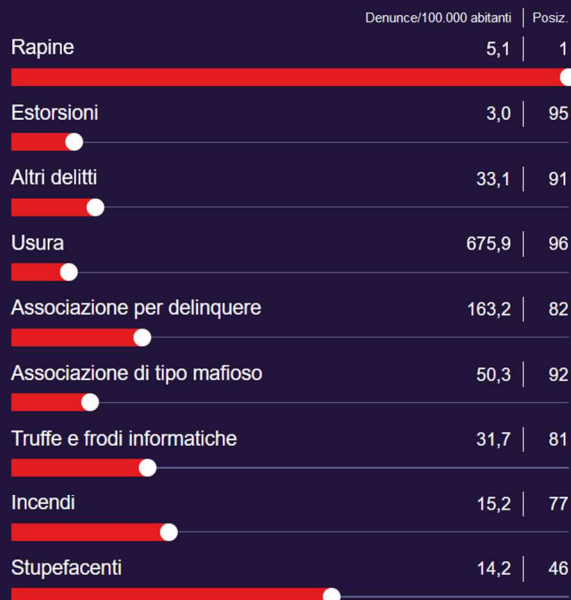 Denunce/100.000 abitanti | Posiz.
Rapine 5,1 | 1
Estorsioni 3,0 | 95
Altri delitti 33,1 | 91
Usura 675,9 | 96
Associazione per delinquere 163,2 | 82
Associazione di tipo mafioso 50,3 | 92
Truffe e frodi informatiche 31,7 | 81
Incendi 15,2 | 77
Stupefacenti 14,2 | 46